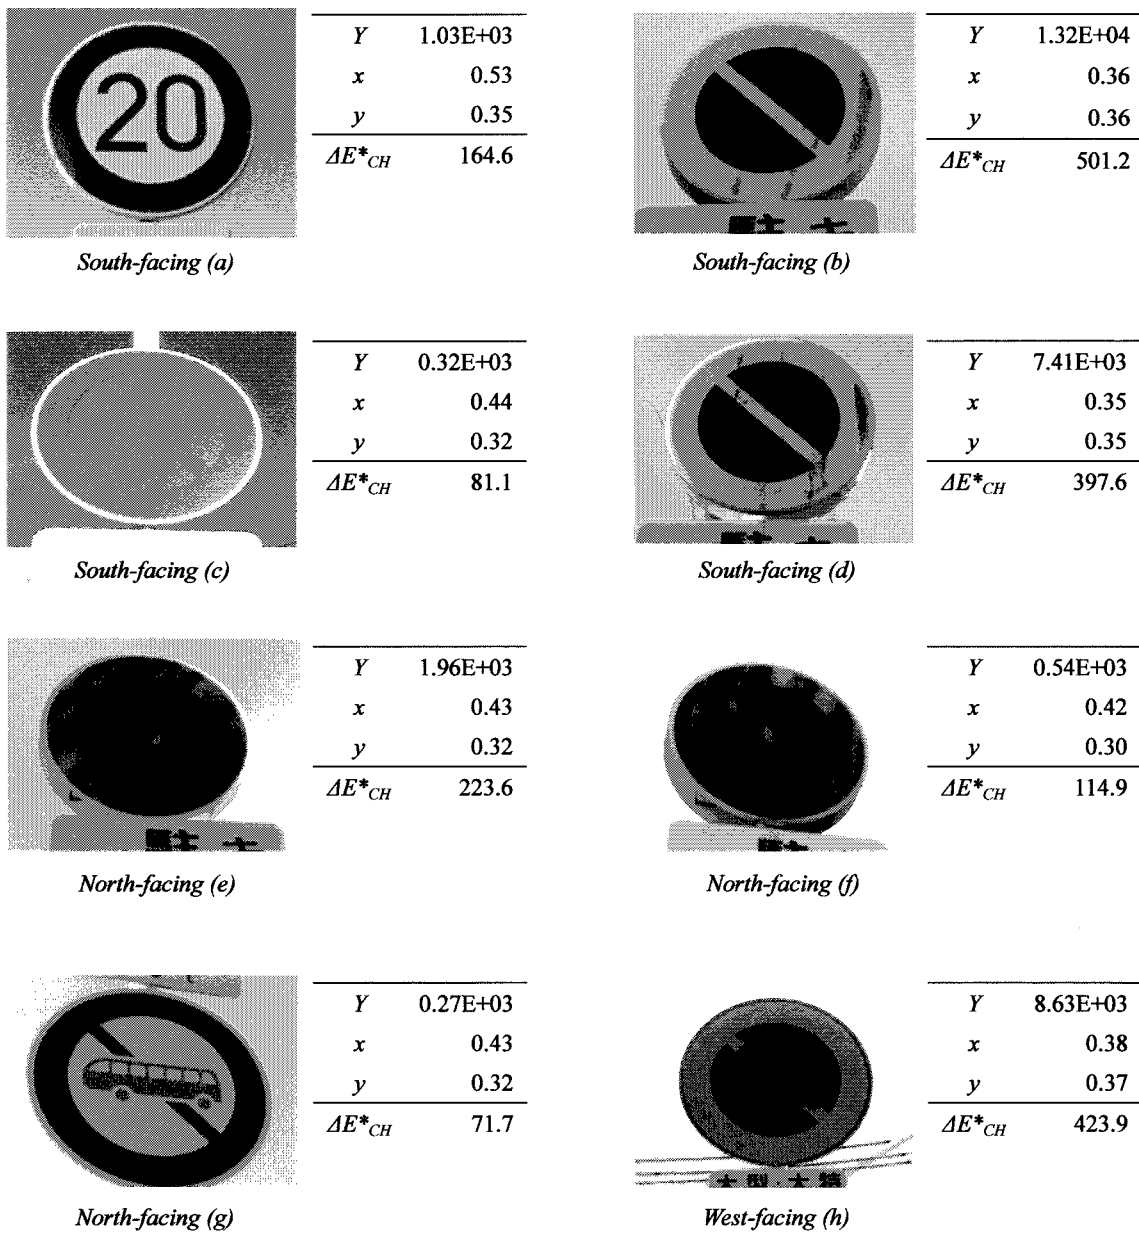 20
Y 1.03E+03
x 0.53
y 0.35
ΔE*CH 164.6
South-facing (a)
Y 1.32E+04
x 0.36
y 0.36
ΔE*CH 501.2
South-facing (b)
Y 0.32E+03
x 0.44
y 0.32
ΔE*CH 81.1
South-facing (c)
Y 7.41E+03
x 0.35
y 0.35
ΔE*CH 397.6
South-facing (d)
Y 1.96E+03
x 0.43
y 0.32
ΔE*CH 223.6
North-facing (e)
Y 0.54E+03
x 0.42
y 0.30
ΔE*CH 114.9
North-facing (f)
Y 0.27E+03
x 0.43
y 0.32
ΔE*CH 71.7
North-facing (g)
大型・大特
Y 8.63E+03
x 0.38
y 0.37
ΔE*CH 423.9
West-facing (h)